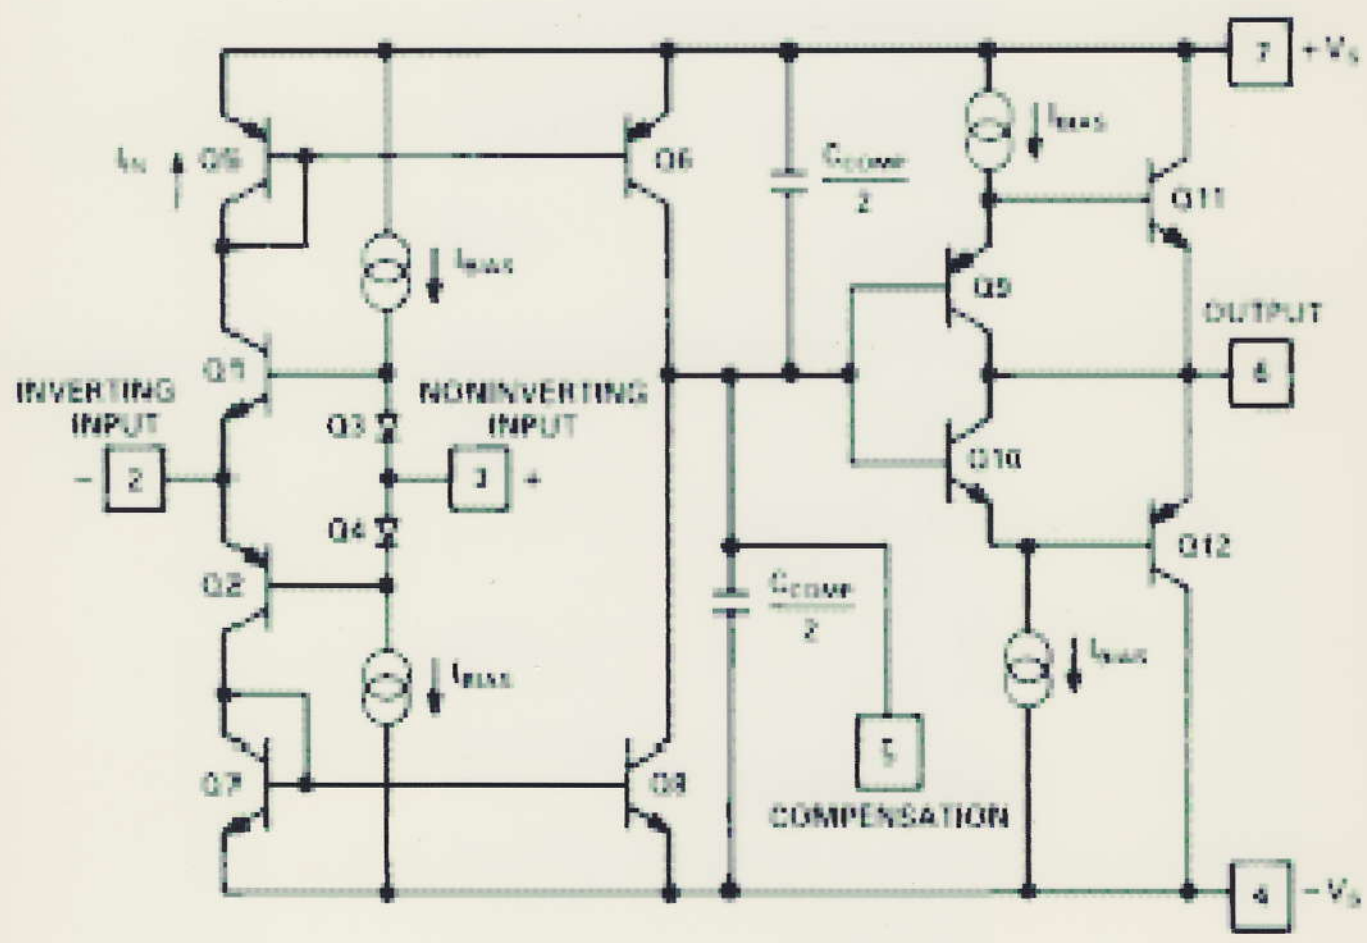 7 +VS
IIN Q5
Q6
CCOMP
2
IBIAS
Q11
IBIAS
Q9
OUTPUT
6
Q1
INVERTING
INPUT
- 2
NONINVERTING
INPUT
3 +
Q3
Q10
Q4
Q12
Q2
CCOMP
2
IBIAS
IBIAS
5
COMPENSATION
Q7
Q8
4 -VS